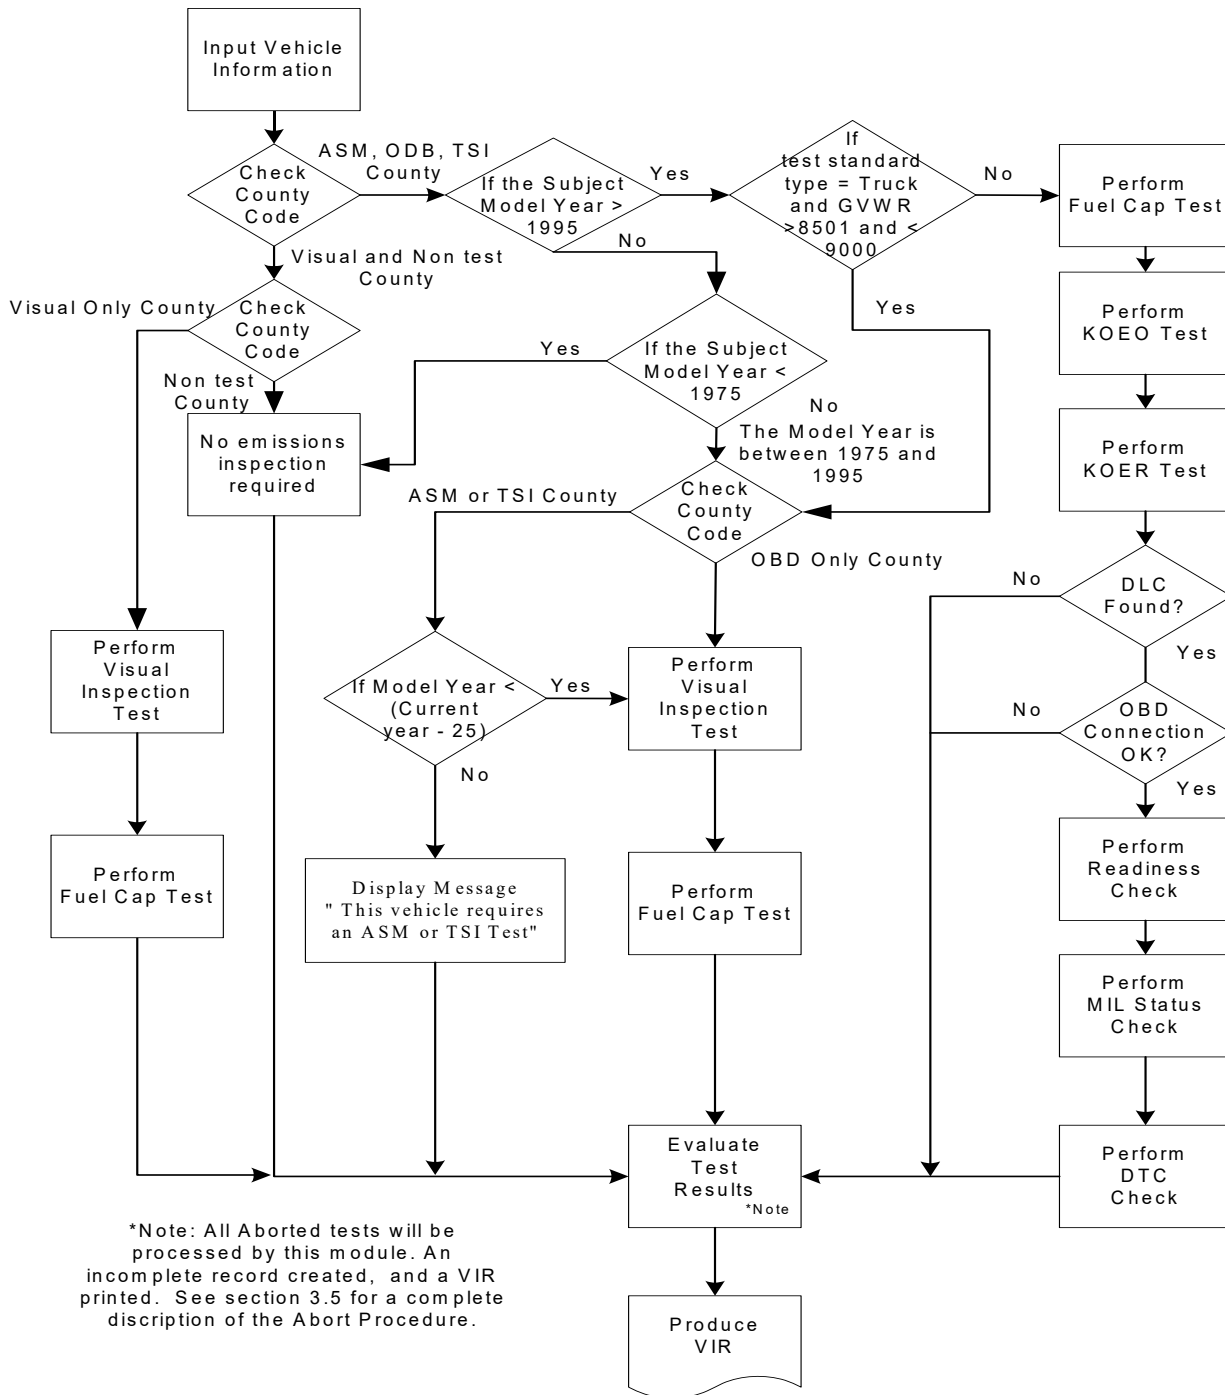 Input Vehicle
Information
Check
County
Code
ASM, ODB, TSI
County
If the Subject
Model Year >
1995
Yes
If
test standard
type = Truck
and GVWR
>8501 and <
9000
No
Perform
Fuel Cap Test
No
Yes
Visual and Non test
County
Visual Only County
Check
County
Code
Non test
County
No emissions
inspection
required
Yes
If the Subject
Model Year <
1975
No
The Model Year is
between 1975 and
1995
Perform
KOEO Test
Perform
KOER Test
ASM or TSI County
Check
County
Code
OBD Only County
No
DLC
Found?
Yes
Perform
Visual
Inspection
Test
If Model Year <
(Current
year - 25)
Yes
No
Perform
Visual
Inspection
Test
No
OBD
Connection
OK?
Yes
Perform
Fuel Cap Test
Display Message
" This vehicle requires
an ASM or TSI Test"
Perform
Fuel Cap Test
Perform
Readiness
Check
Perform
MIL Status
Check
Perform
DTC
Check
Evaluate
Test
Results
*Note
*Note: All Aborted tests will be
processed by this module. An
incomplete record created, and a VIR
printed. See section 3.5 for a complete
discription of the Abort Procedure.
Produce
VIR